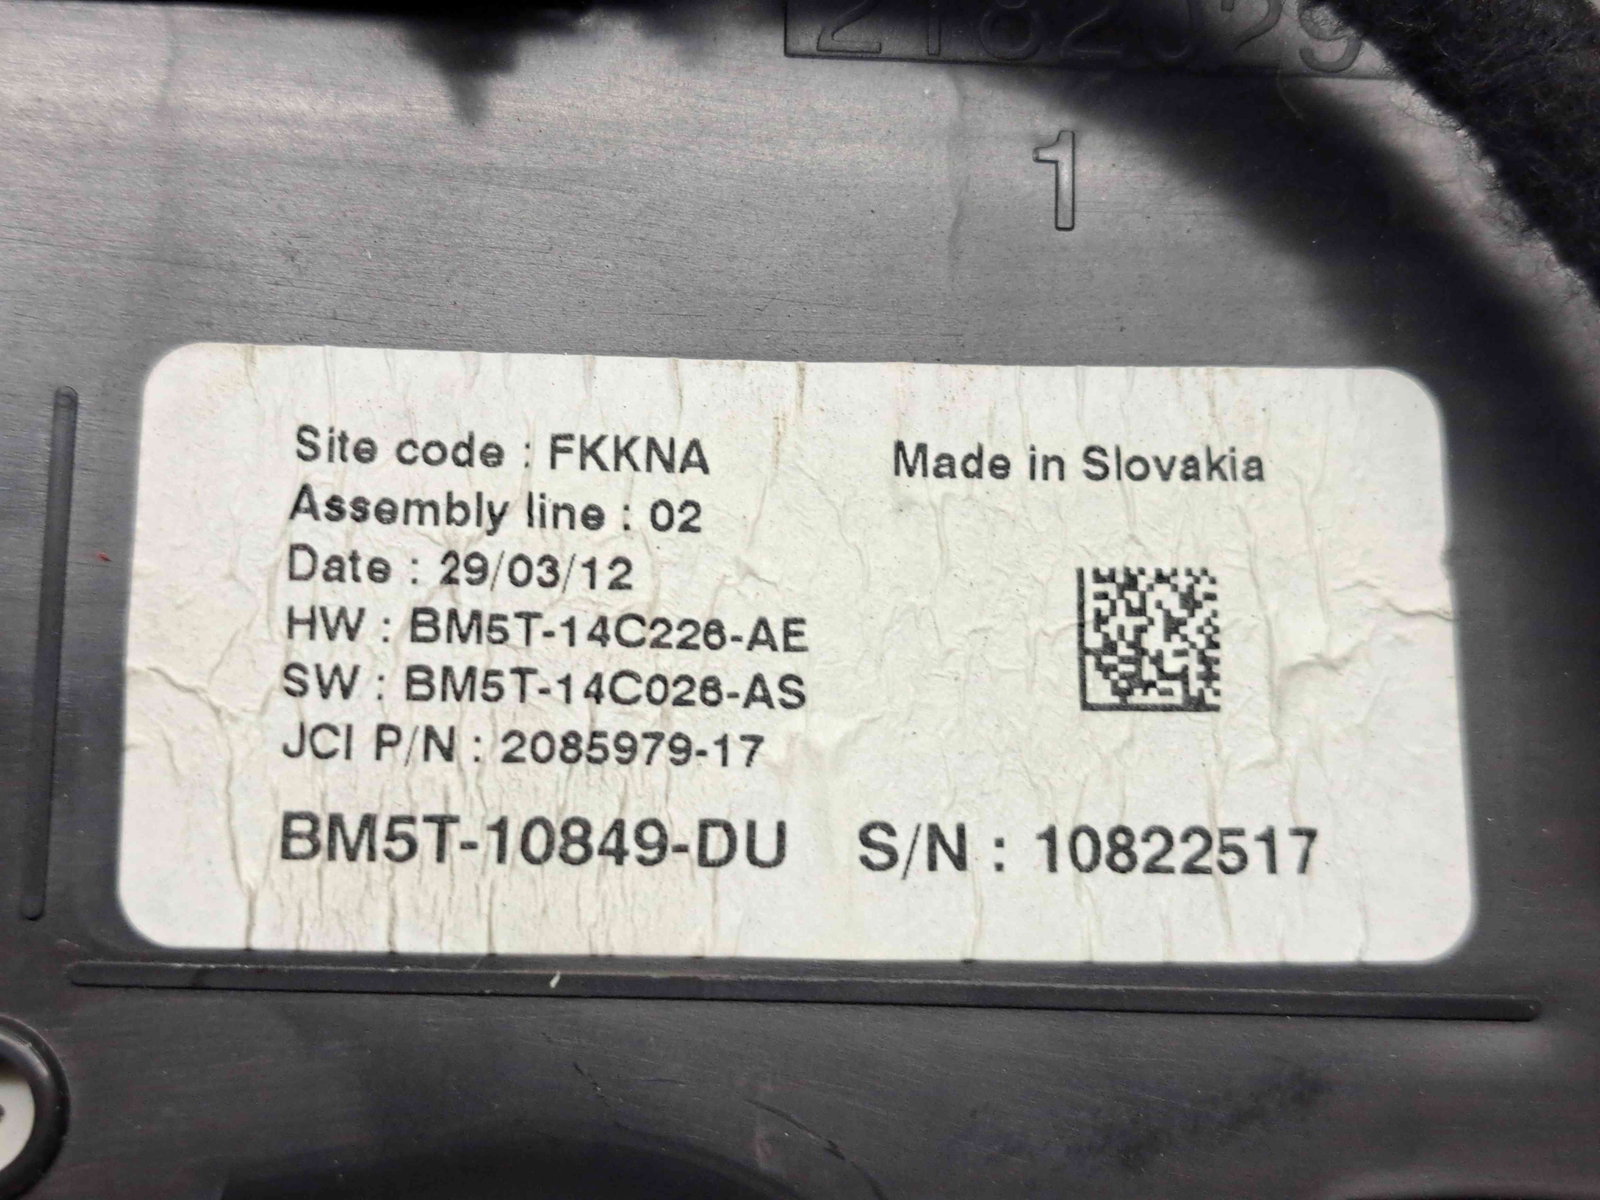 2182029
1
Site code : FKKNA
Made in Slovakia
Assembly line : 02
Date : 29/03/12
HW : BM5T-14C226-AE
SW : BM5T-14C026-AS
JCI P/N : 2085979-17
BM5T-10849-DU S/N : 10822517